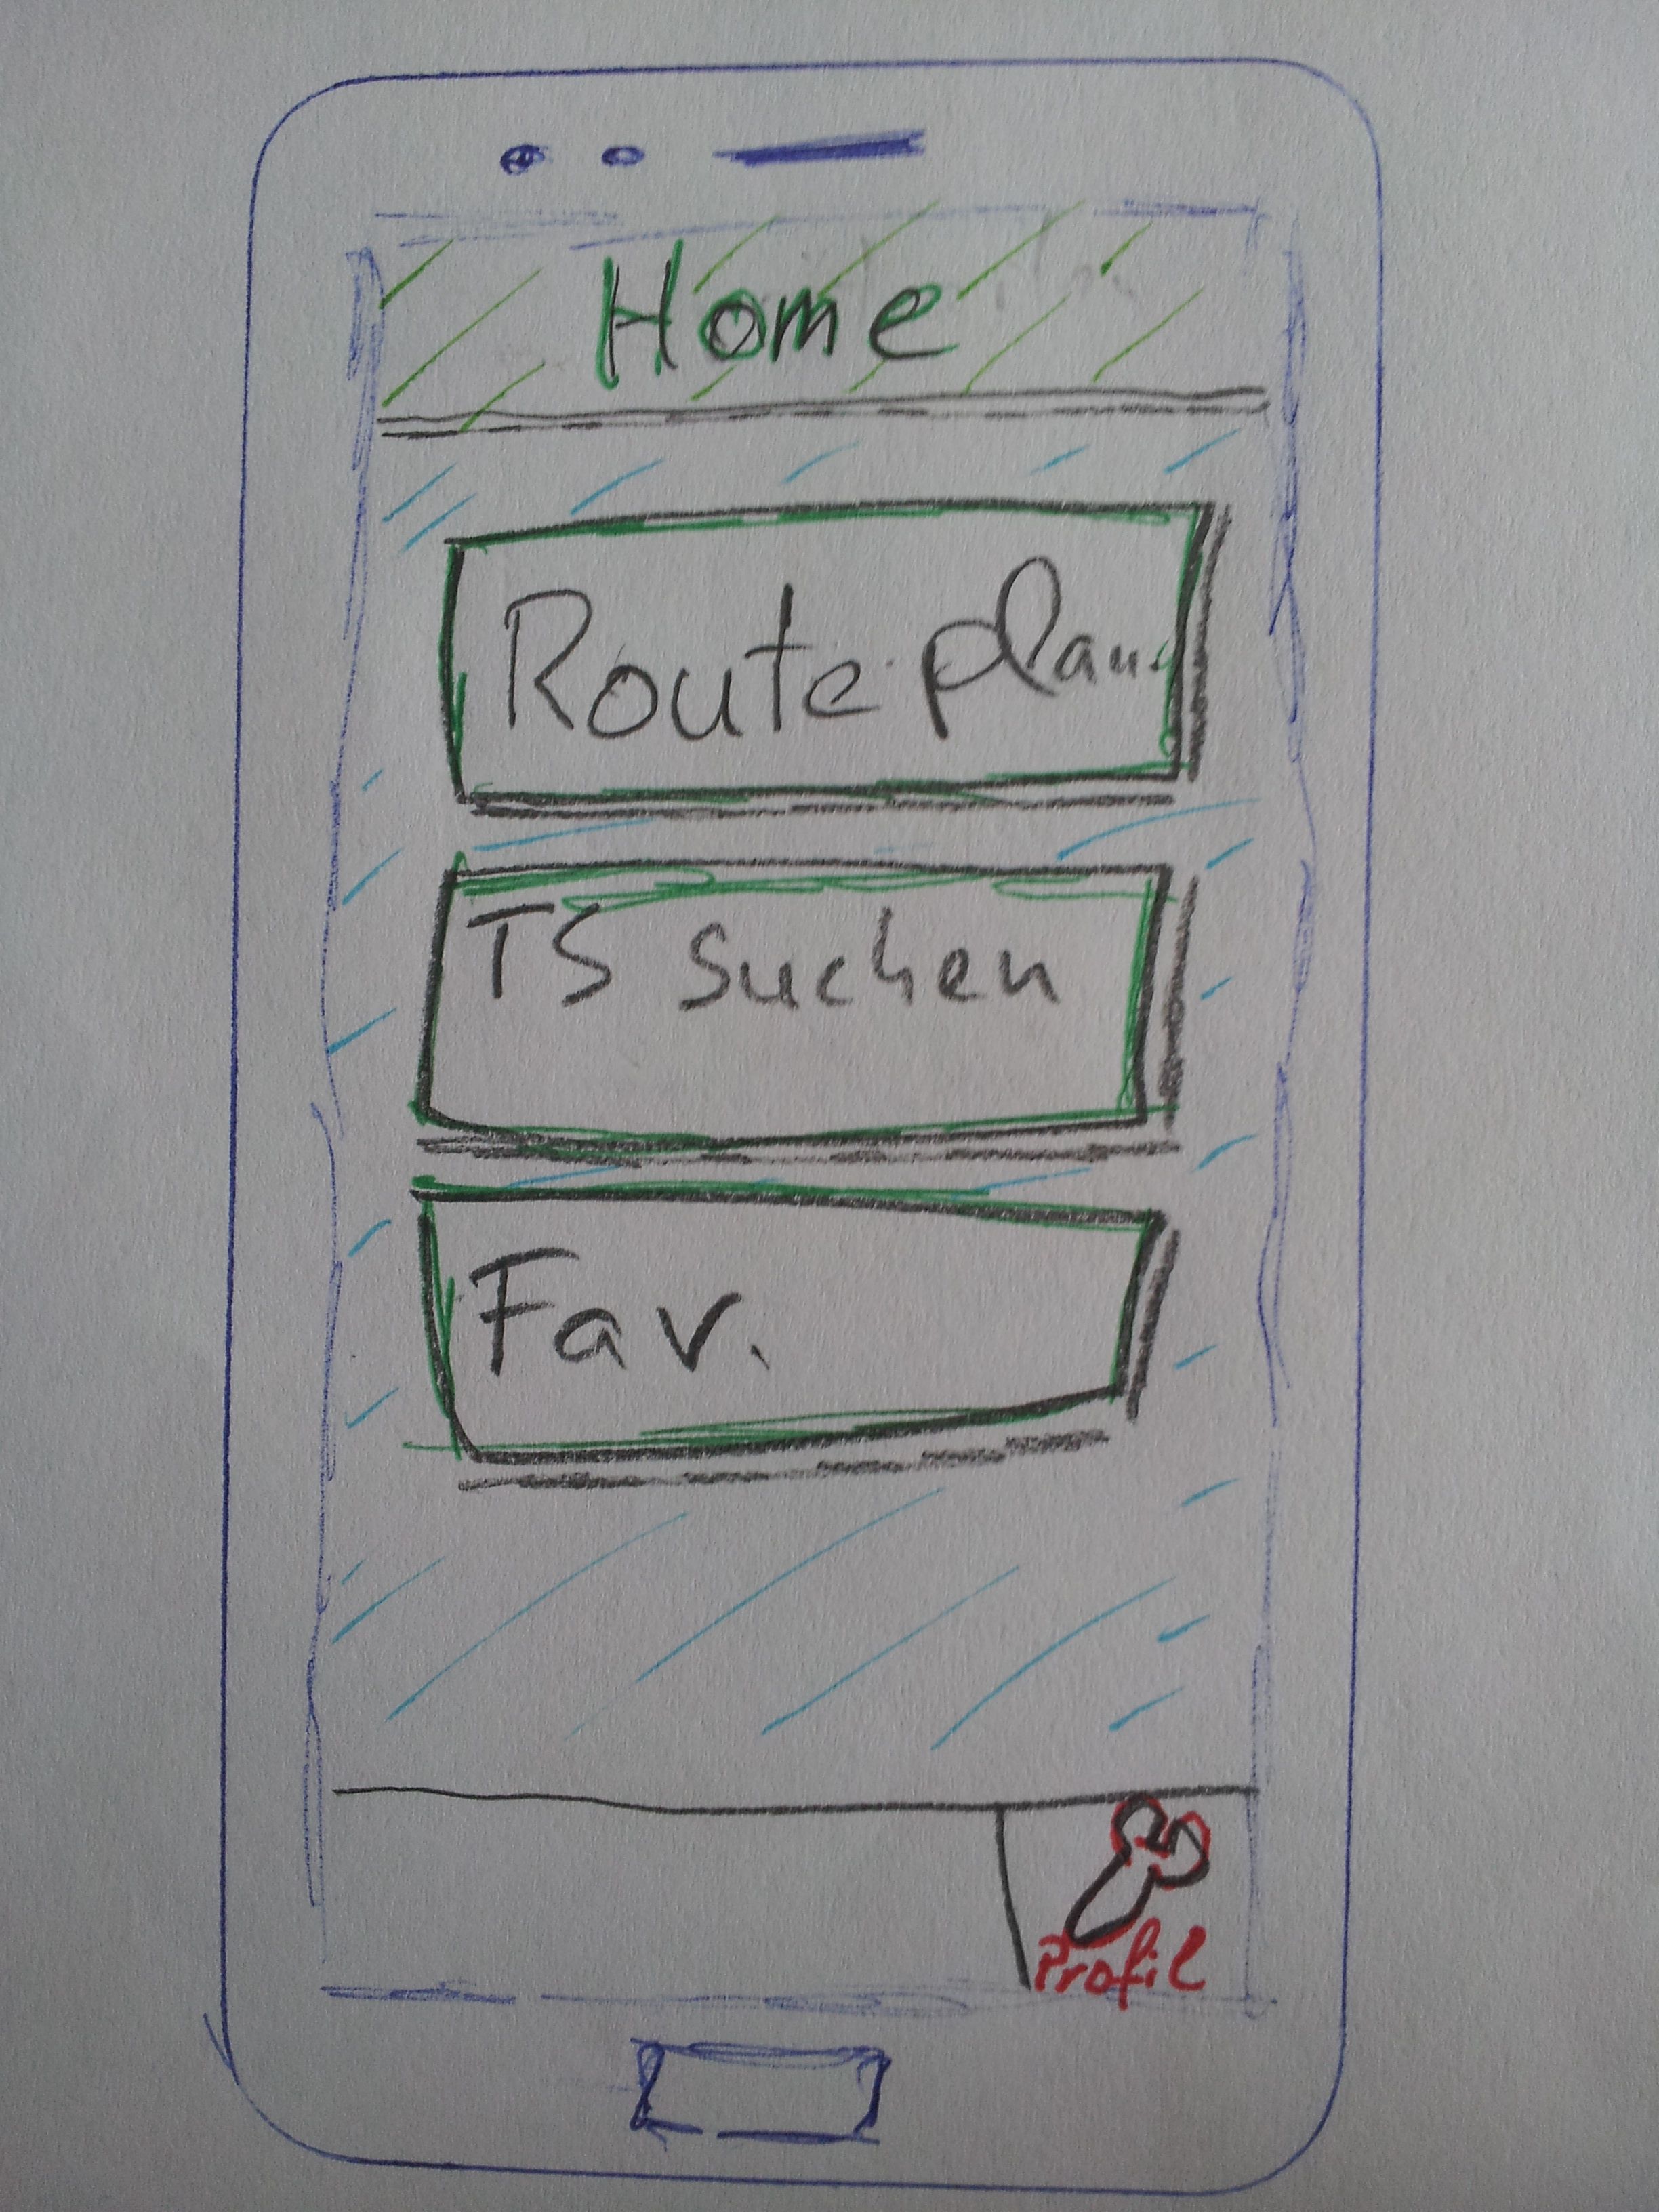 Home
Route plan.
TS suchen
Fav.
Profil